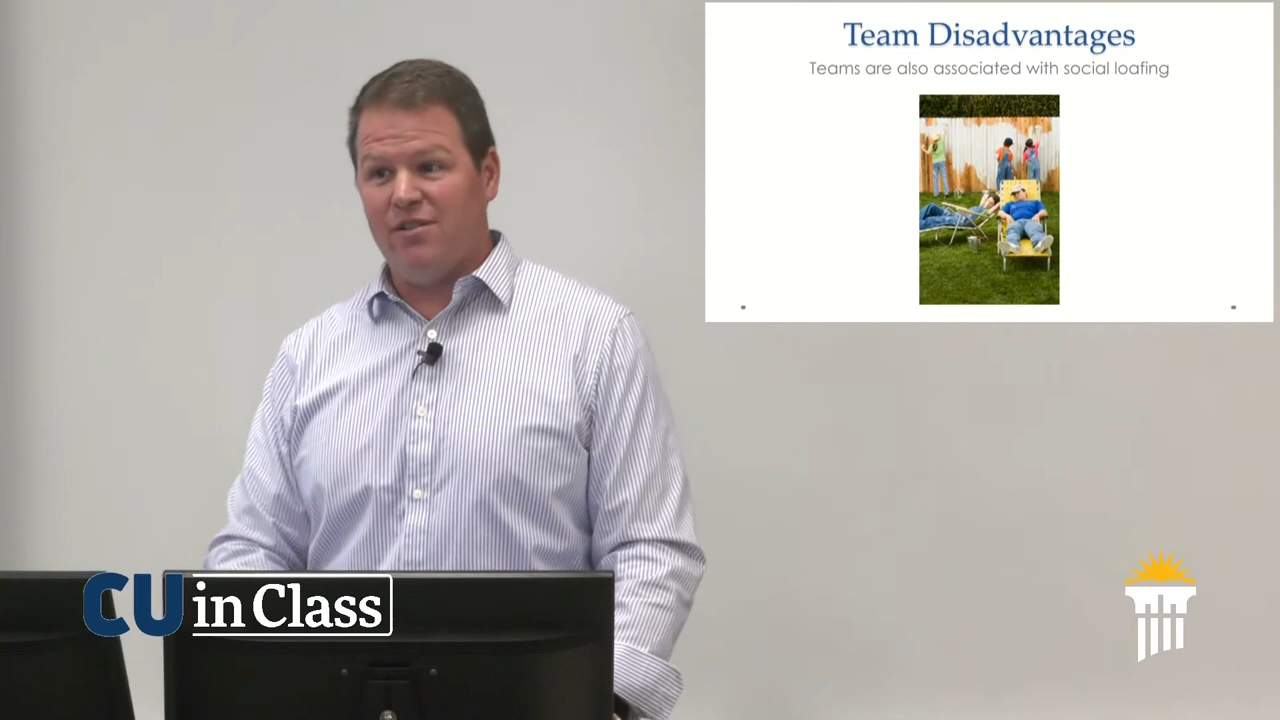 Team Disadvantages
Teams are also associated with social loafing
CU in Class